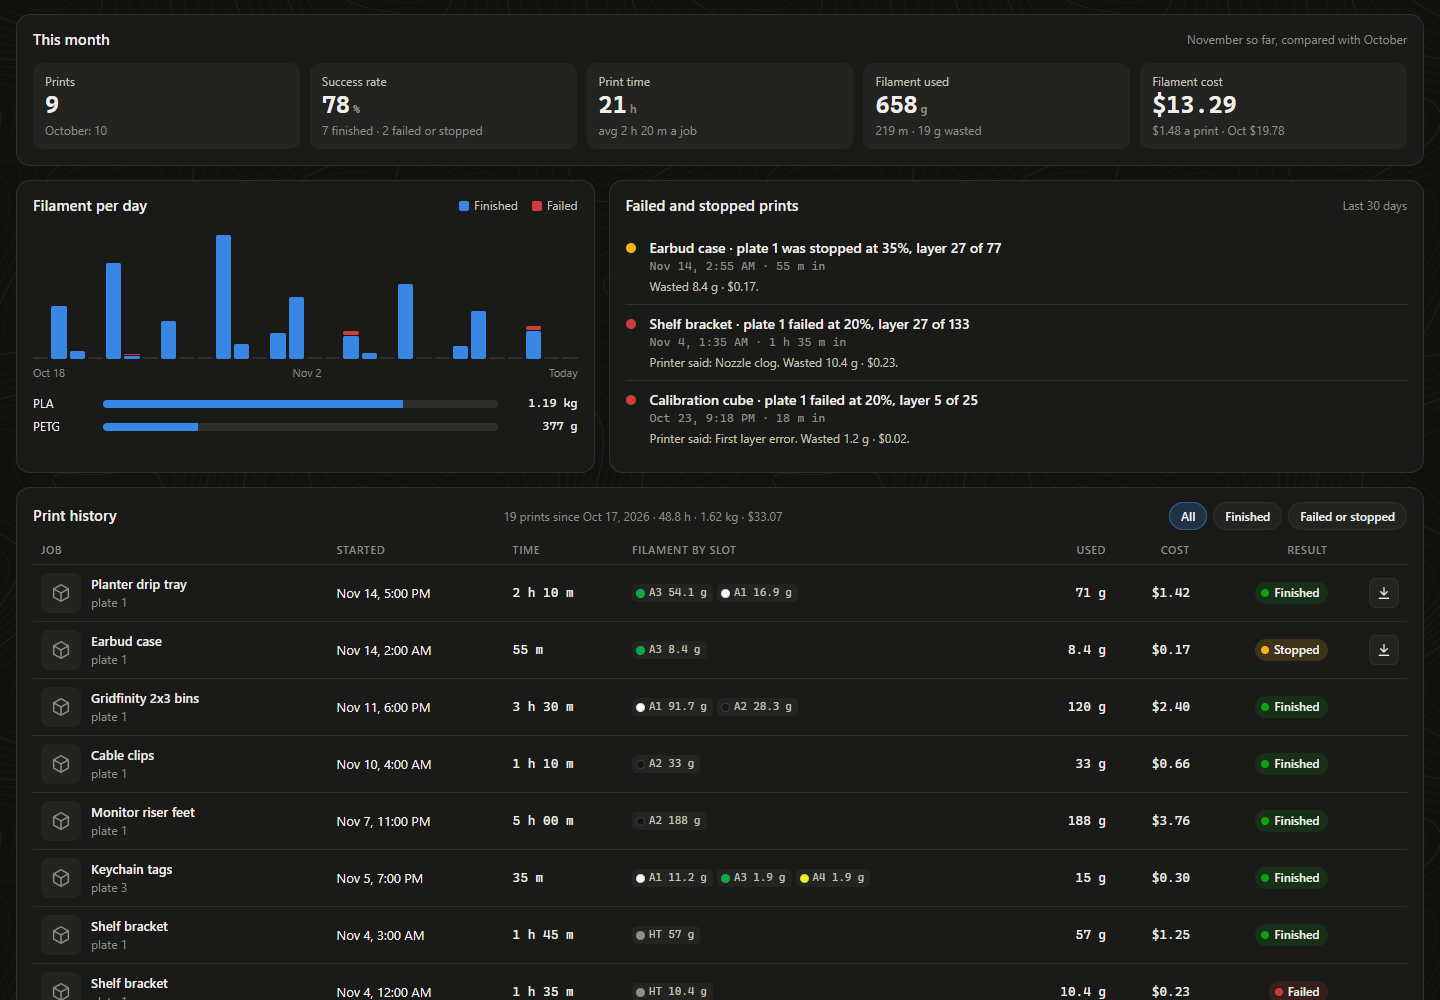 This month
November so far, compared with October
Prints
9
October: 10
Success rate
78 %
7 finished · 2 failed or stopped
Print time
21 h
avg 2 h 20 m a job
Filament used
658 g
219 m · 19 g wasted
Filament cost
$13.29
$1.48 a print · Oct $19.78
Filament per day
Finished
Failed
Oct 18
Nov 2
Today
PLA
1.19 kg
PETG
377 g
Failed and stopped prints
Last 30 days
Earbud case · plate 1 was stopped at 35%, layer 27 of 77
Nov 14, 2:55 AM · 55 m in
Wasted 8.4 g · $0.17.
Shelf bracket · plate 1 failed at 20%, layer 27 of 133
Nov 4, 1:35 AM · 1 h 35 m in
Printer said: Nozzle clog. Wasted 10.4 g · $0.23.
Calibration cube · plate 1 failed at 20%, layer 5 of 25
Oct 23, 9:18 PM · 18 m in
Printer said: First layer error. Wasted 1.2 g · $0.02.
Print history
19 prints since Oct 17, 2026 · 48.8 h · 1.62 kg · $33.07
All
Finished
Failed or stopped
JOB STARTED TIME FILAMENT BY SLOT USED COST RESULT
Planter drip tray
plate 1
Nov 14, 5:00 PM 2 h 10 m A3 54.1 g A1 16.9 g 71 g $1.42 Finished
Earbud case
plate 1
Nov 14, 2:00 AM 55 m A3 8.4 g 8.4 g $0.17 Stopped
Gridfinity 2x3 bins
plate 1
Nov 11, 6:00 PM 3 h 30 m A1 91.7 g A2 28.3 g 120 g $2.40 Finished
Cable clips
plate 1
Nov 10, 4:00 AM 1 h 10 m A2 33 g 33 g $0.66 Finished
Monitor riser feet
plate 1
Nov 7, 11:00 PM 5 h 00 m A2 188 g 188 g $3.76 Finished
Keychain tags
plate 3
Nov 5, 7:00 PM 35 m A1 11.2 g A3 1.9 g A4 1.9 g 15 g $0.30 Finished
Shelf bracket
plate 1
Nov 4, 3:00 AM 1 h 45 m HT 57 g 57 g $1.25 Finished
Shelf bracket
Nov 4, 12:00 AM 1 h 35 m HT 10.4 g 10.4 g $0.23 Failed